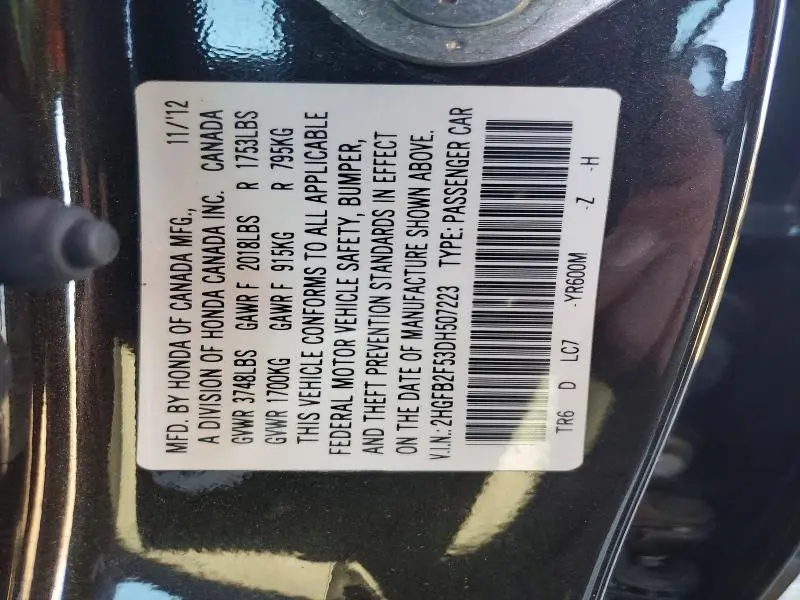 MFD. BY HONDA OF CANADA MFG., 11/'12
A DIVISION OF HONDA CANADA INC. CANADA
GVWR 3748LBS GAWR F 2018LBS R 1753LBS
GVWR 1700KG GAWR F 915KG R 795KG
THIS VEHICLE CONFORMS TO ALL APPLICABLE
FEDERAL MOTOR VEHICLE SAFETY, BUMPER,
AND THEFT PREVENTION STANDARDS IN EFFECT
ON THE DATE OF MANUFACTURE SHOWN ABOVE.
V.I.N.: 2HGFB2F53DH507223 TYPE: PASSENGER CAR
TR6 D LC7 -YR600M -Z -H